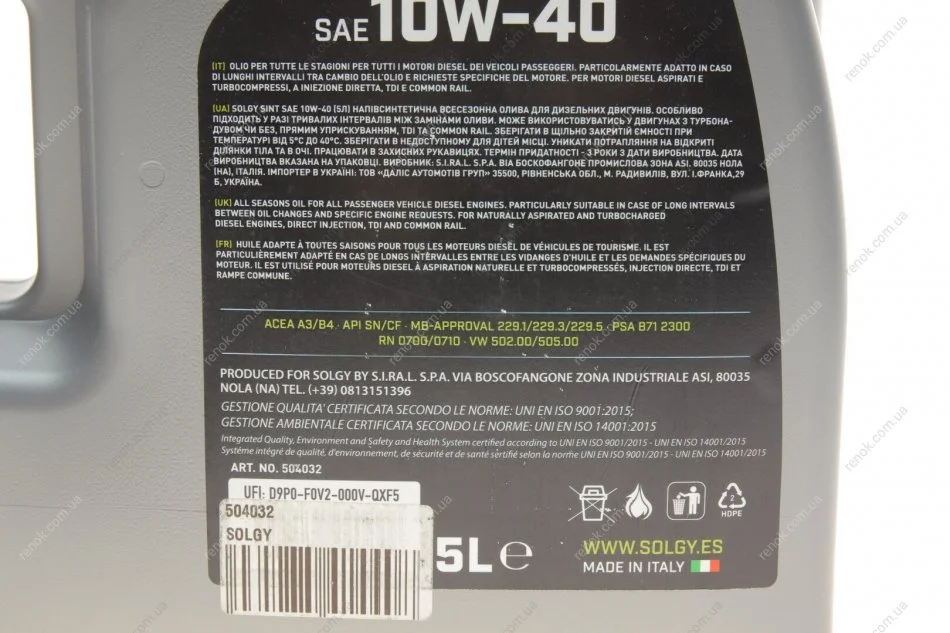 SAE 10W-40
[IT] OLIO PER TUTTE LE STAGIONI PER TUTTI I MOTORI DIESEL DEI VEICOLI PASSEGGERI. PARTICOLARMENTE ADATTO IN CASO
DI LUNGHI INTERVALLI TRA CAMBIO DELL'OLIO E RICHIESTE SPECIFICHE DEL MOTORE. PER MOTORI DIESEL ASPIRATI E
TURBOCOMPRESSI, A INIEZIONE DIRETTA, TDI E COMMON RAIL.
[UA] SOLGY SINT SAE 10W-40 [5Л] НАПІВСИНТЕТИЧНА ВСЕСЕЗОННА ОЛИВА ДЛЯ ДИЗЕЛЬНИХ ДВИГУНІВ. ОСОБЛИВО
ПІДХОДИТЬ У РАЗІ ТРИВАЛИХ ІНТЕРВАЛІВ МІЖ ЗАМІНАМИ ОЛИВИ. МОЖЕ ВИКОРИСТОВУВАТИСЬ У ДВИГУНАХ З ТУРБОНА-
ДУВОМ ЧИ БЕЗ, ПРЯМИМ УПРИСКУВАННЯМ, TDI ТА COMMON RAIL. ЗБЕРІГАТИ В ЩІЛЬНО ЗАКРИТІЙ ЄМНОСТІ ПРИ
ТЕМПЕРАТУРІ ВІД 5°C ДО 40°C. ЗБЕРІГАТИ В НЕДОСТУПНОМУ ДЛЯ ДІТЕЙ МІСЦІ. УНИКАТИ ПОТРАПЛЯННЯ НА ВІДКРИТІ
ДІЛЯНКИ ТІЛА ТА В ОЧІ. ПРАЦЮВАТИ В ЗАХИСНИХ РУКАВИЦЯХ. ТЕРМІН ПРИДАТНОСТІ - 3 РОКИ З ДАТИ ВИРОБНИЦТВА. ДАТА
ВИРОБНИЦТВА ВКАЗАНА НА УПАКОВЦІ. ВИРОБНИК: S.I.RA.L. S.P.A. ВІА БОСКОФАНГОНЕ ПРОМИСЛОВА ЗОНА ASI. 80035 НОЛА
(НА), ІТАЛІЯ. ІМПОРТЕР В УКРАЇНІ: ТОВ «ДАЛІС АУТОМОТІВ ГРУП» 35500, РІВНЕНСЬКА ОБЛ., М. РАДИВИЛІВ, ВУЛ. І.ФРАНКА,29
Б, УКРАЇНА.
[UK] ALL SEASONS OIL FOR ALL PASSENGER VEHICLE DIESEL ENGINES. PARTICULARLY SUITABLE IN CASE OF LONG INTERVALS
BETWEEN OIL CHANGES AND SPECIFIC ENGINE REQUESTS. FOR NATURALLY ASPIRATED AND TURBOCHARGED
DIESEL ENGINES, DIRECT INJECTION, TDI AND COMMON RAIL.
[FR] HUILE ADAPTE À TOUTES SAISONS POUR TOUS LES MOTEURS DIESEL DE VÉHICULES DE TOURISME. IL EST
PARTICULIÈREMENT ADAPTÉ EN CAS DE LONGS INTERVALLES ENTRE LES VIDANGES D'HUILE ET LES DEMANDES SPÉCIFIQUES DU
MOTEUR. IL EST UTILISÉ POUR MOTEURS DIESEL À ASPIRATION NATURELLE ET TURBOCOMPRESSÉS, INJECTION DIRECTE, TDI ET
RAMPE COMMUNE.
ACEA A3/B4 · API SN/CF · MB-APPROVAL 229.1/229.3/229.5 · PSA B71 2300
RN 0700/0710 · VW 502.00/505.00
PRODUCED FOR SOLGY BY S.I.RA.L. S.P.A. VIA BOSCOFANGONE ZONA INDUSTRIALE ASI, 80035
NOLA (NA) TEL. (+39) 0813151396
GESTIONE QUALITA' CERTIFICATA SECONDO LE NORME: UNI EN ISO 9001:2015;
GESTIONE AMBIENTALE CERTIFICATA SECONDO LE NORME: UNI EN ISO 14001:2015
Integrated Quality, Environment and Safety and Health System certified according to UNI EN ISO 9001/2015 - UNI EN ISO 14001/2015
Système intégré de qualité, d'environnement, de sécurité et de santé sertifié selon la norme UNI EN ISO 9001/2015 - UNI EN ISO 14001/2015
ART. NO. 504032
UFI: D9P0-F0V2-000V-QXF5
504032
SOLGY
5L e
2
HDPE
WWW.SOLGY.ES
MADE IN ITALY
renok.com.ua